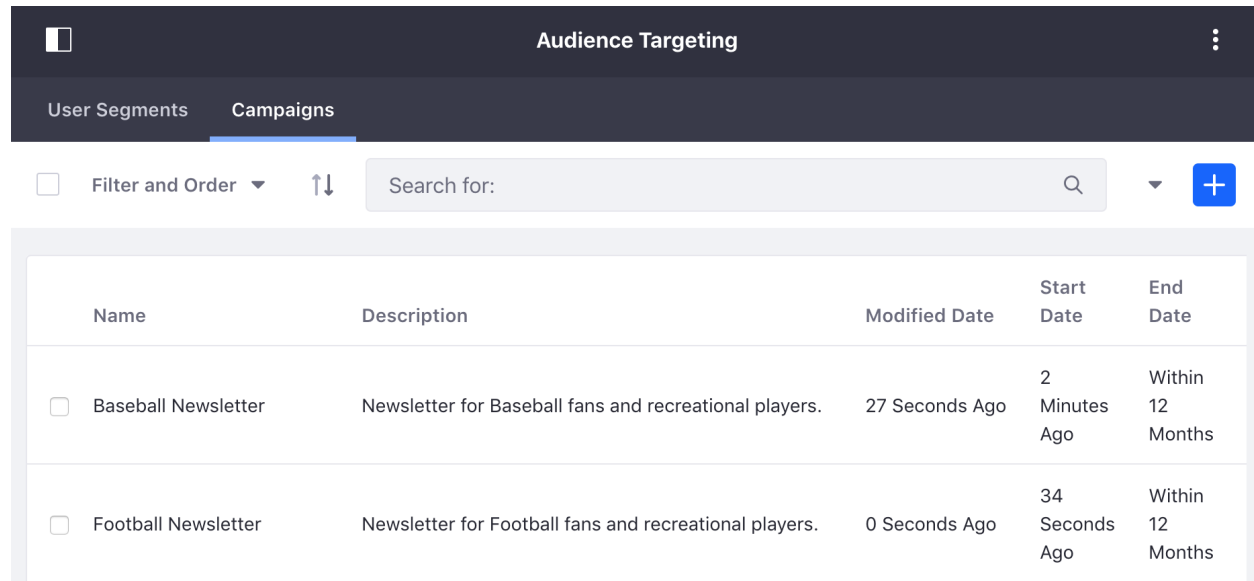 Audience Targeting
User Segments Campaigns
Filter and Order Search for:
Name Description Modified Date Start Date End Date
Baseball Newsletter Newsletter for Baseball fans and recreational players. 27 Seconds Ago 2 Minutes Ago Within 12 Months
Football Newsletter Newsletter for Football fans and recreational players. 0 Seconds Ago 34 Seconds Ago Within 12 Months